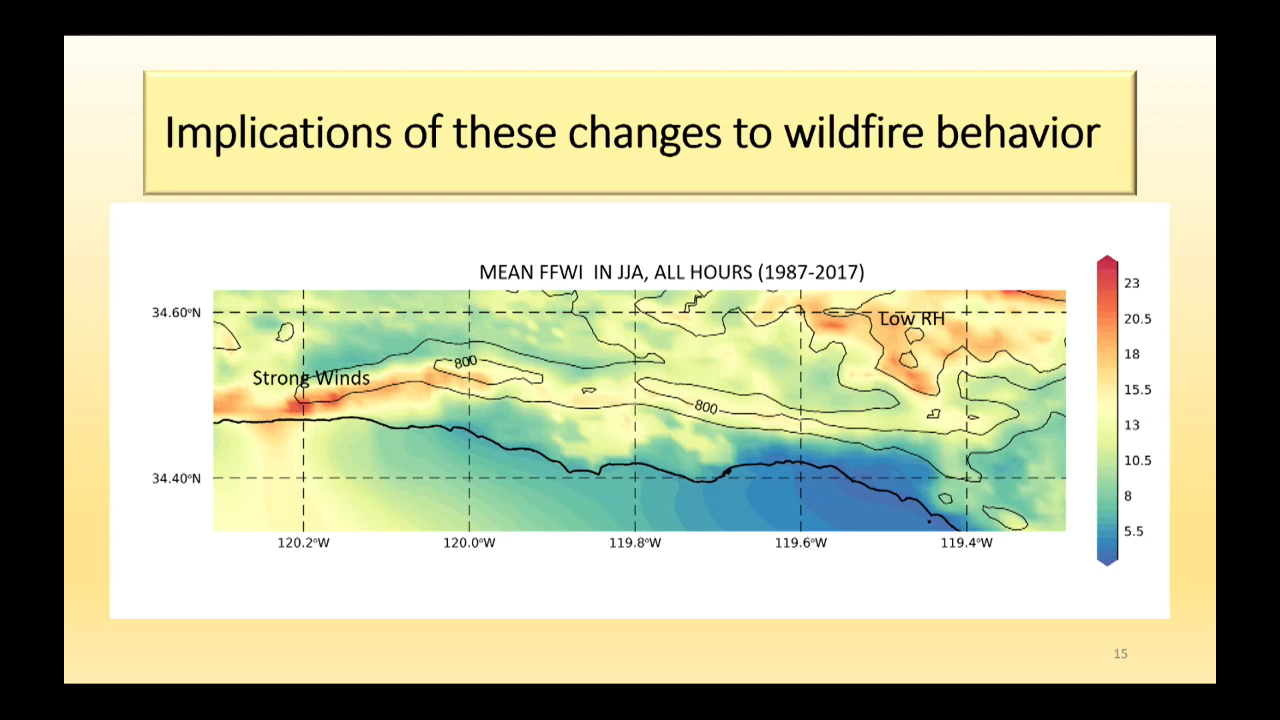 Implications of these changes to wildfire behavior
MEAN FFWI IN JJA, ALL HOURS (1987-2017)
34.60°N
34.40°N
Strong Winds
Low RH
800
800
120.2°W
120.0°W
119.8°W
119.6°W
119.4°W
23
20.5
18
15.5
13
10.5
8
5.5
15